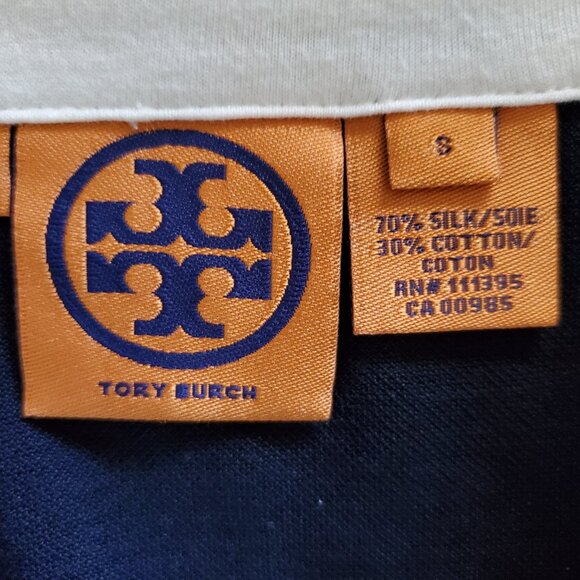 TORY BURCH
S
70% SILK/SOIE
30% COTTON/
COTON
RN# 111395
CA 00985